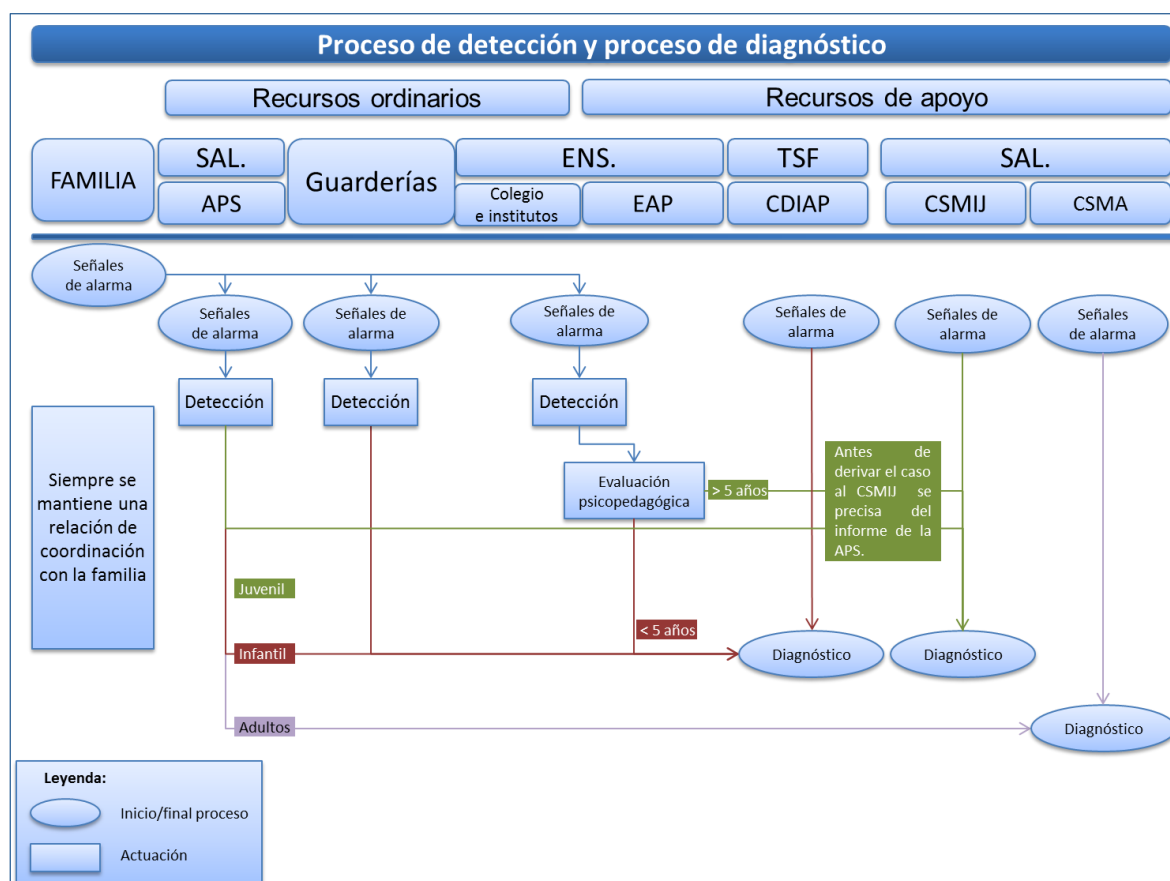 Proceso de detección y proceso de diagnóstico
Recursos ordinarios
Recursos de apoyo
FAMILIA
SAL.
APS
Guarderías
ENS.
Colegio
e institutos
EAP
TSF
CDIAP
SAL.
CSMIJ
CSMA
Señales
de alarma
Señales
de alarma
Señales
de alarma
Señales
de alarma
Señales
de alarma
Señales
de alarma
Señales
de alarma
Detección
Detección
Detección
Siempre se
mantiene una
relación de
coordinación
con la familia
Evaluación
psicopedagógica
> 5 años
Antes de
derivar el caso
al CSMIJ se
precisa del
informe de la
APS.
Juvenil
< 5 años
Infantil
Diagnóstico
Diagnóstico
Adultos
Diagnóstico
Leyenda:
Inicio/final proceso
Actuación